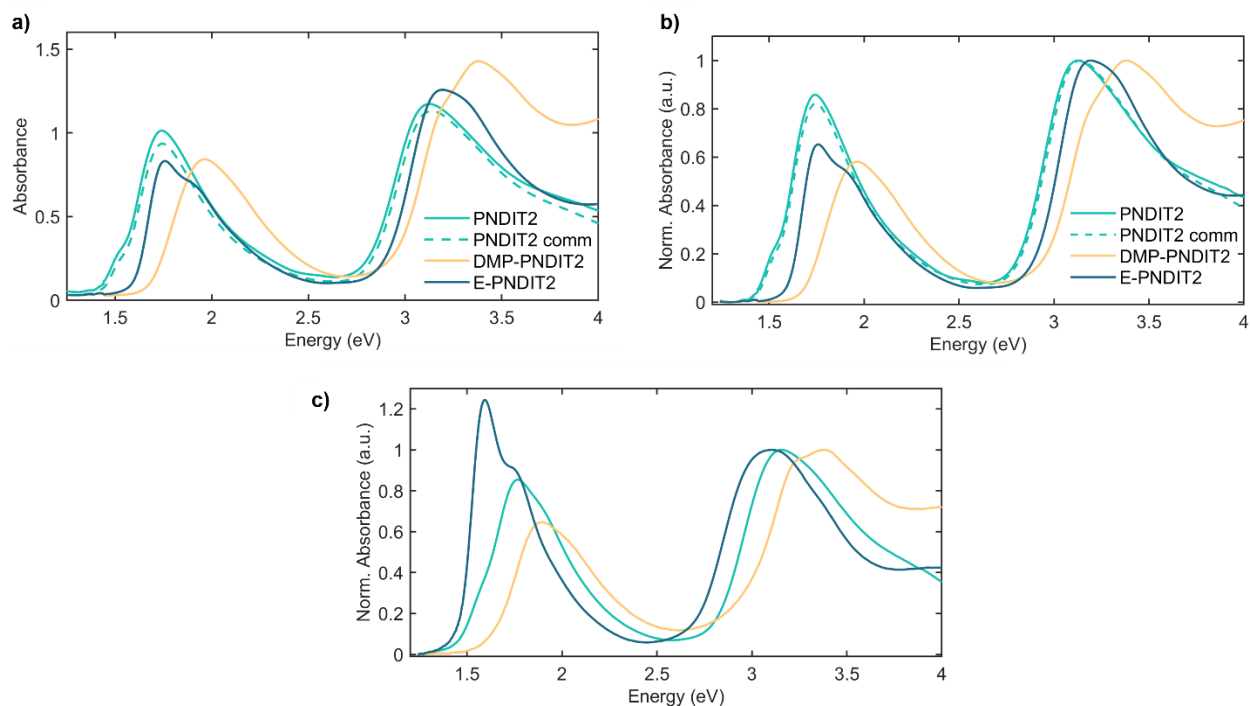 a)
Absorbance
1.5
1
0.5
0
1.5
2
2.5
3
3.5
4
Energy (eV)
PNDIT2
PNDIT2 comm
DMP-PNDIT2
E-PNDIT2
b)
Norm. Absorbance (a.u.)
1
0.8
0.6
0.4
0.2
0
1.5
2
2.5
3
3.5
4
Energy (eV)
PNDIT2
PNDIT2 comm
DMP-PNDIT2
E-PNDIT2
c)
Norm. Absorbance (a.u.)
1.2
1
0.8
0.6
0.4
0.2
0
1.5
2
2.5
3
3.5
4
Energy (eV)